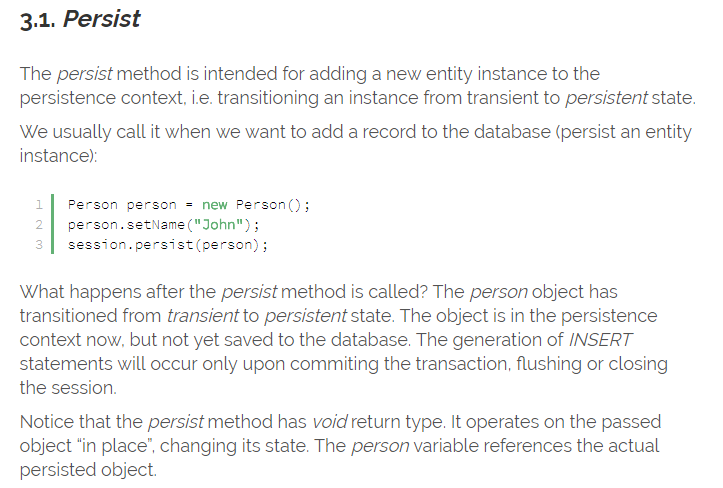 3.1. Persist
The persist method is intended for adding a new entity instance to the
persistence context, i.e. transitioning an instance from transient to persistent state.
We usually call it when we want to add a record to the database (persist an entity
instance):
1 Person person = new Person();
2 person.setName("John");
3 session.persist(person);
What happens after the persist method is called? The person object has
transitioned from transient to persistent state. The object is in the persistence
context now, but not yet saved to the database. The generation of INSERT
statements will occur only upon commiting the transaction, flushing or closing
the session.
Notice that the persist method has void return type. It operates on the passed
object “in place”, changing its state. The person variable references the actual
persisted object.